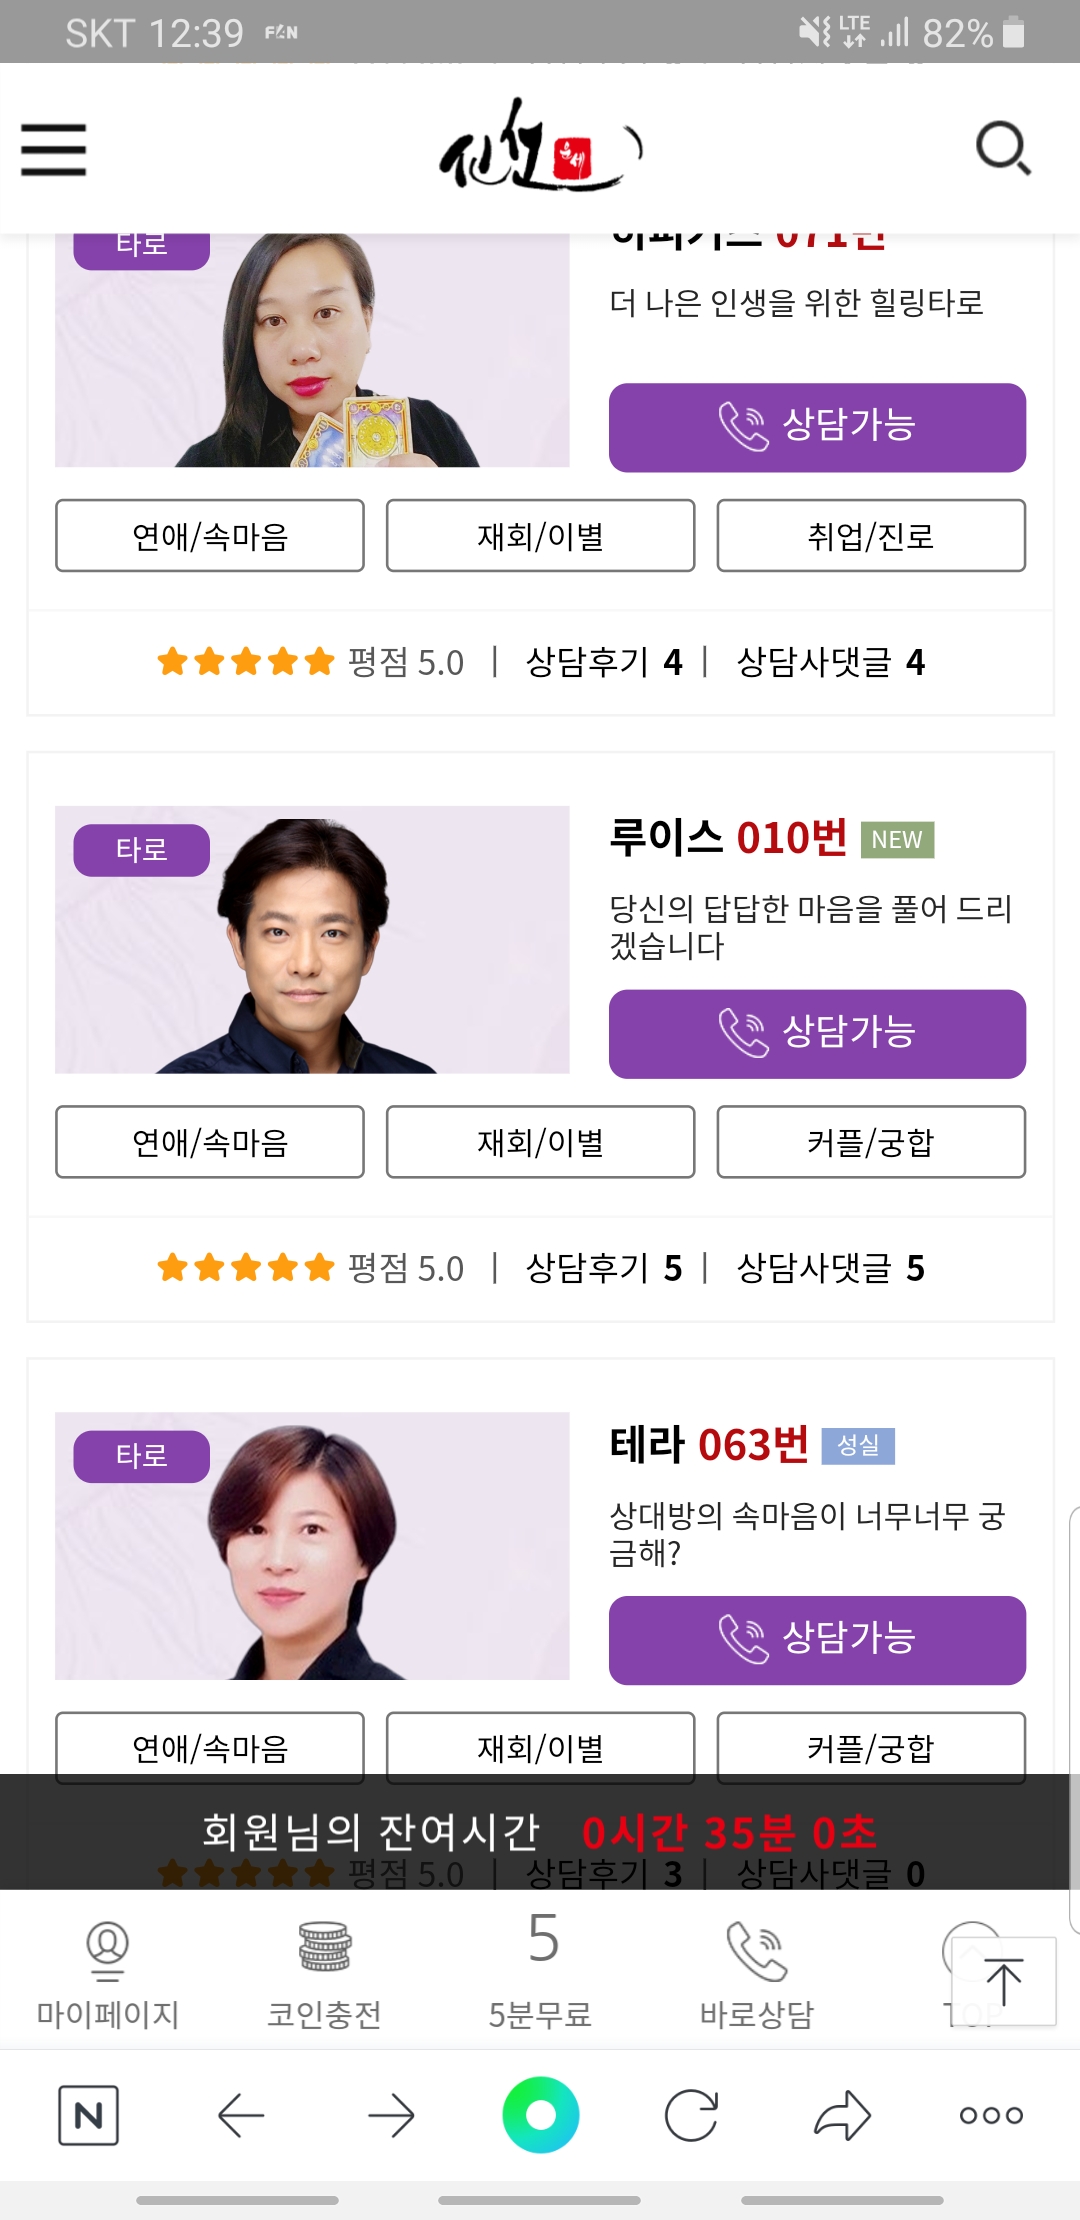 SKT 12:39 FAN LTE 82%
운세
타로
071번
더 나은 인생을 위한 힐링타로
상담가능
연애/속마음 재회/이별 취업/진로
평점 5.0 | 상담후기 4 | 상담사댓글 4
타로
루이스 010번 NEW
당신의 답답한 마음을 풀어 드리
겠습니다
상담가능
연애/속마음 재회/이별 커플/궁합
평점 5.0 | 상담후기 5 | 상담사댓글 5
타로
테라 063번 성실
상대방의 속마음이 너무너무 궁
금해?
상담가능
연애/속마음 재회/이별 커플/궁합
회원님의 잔여시간 0시간 35분 0초
평점 5.0 | 상담후기 3 | 상담사댓글 0
5
마이페이지 코인충전 5분무료 바로상담 TOP
N